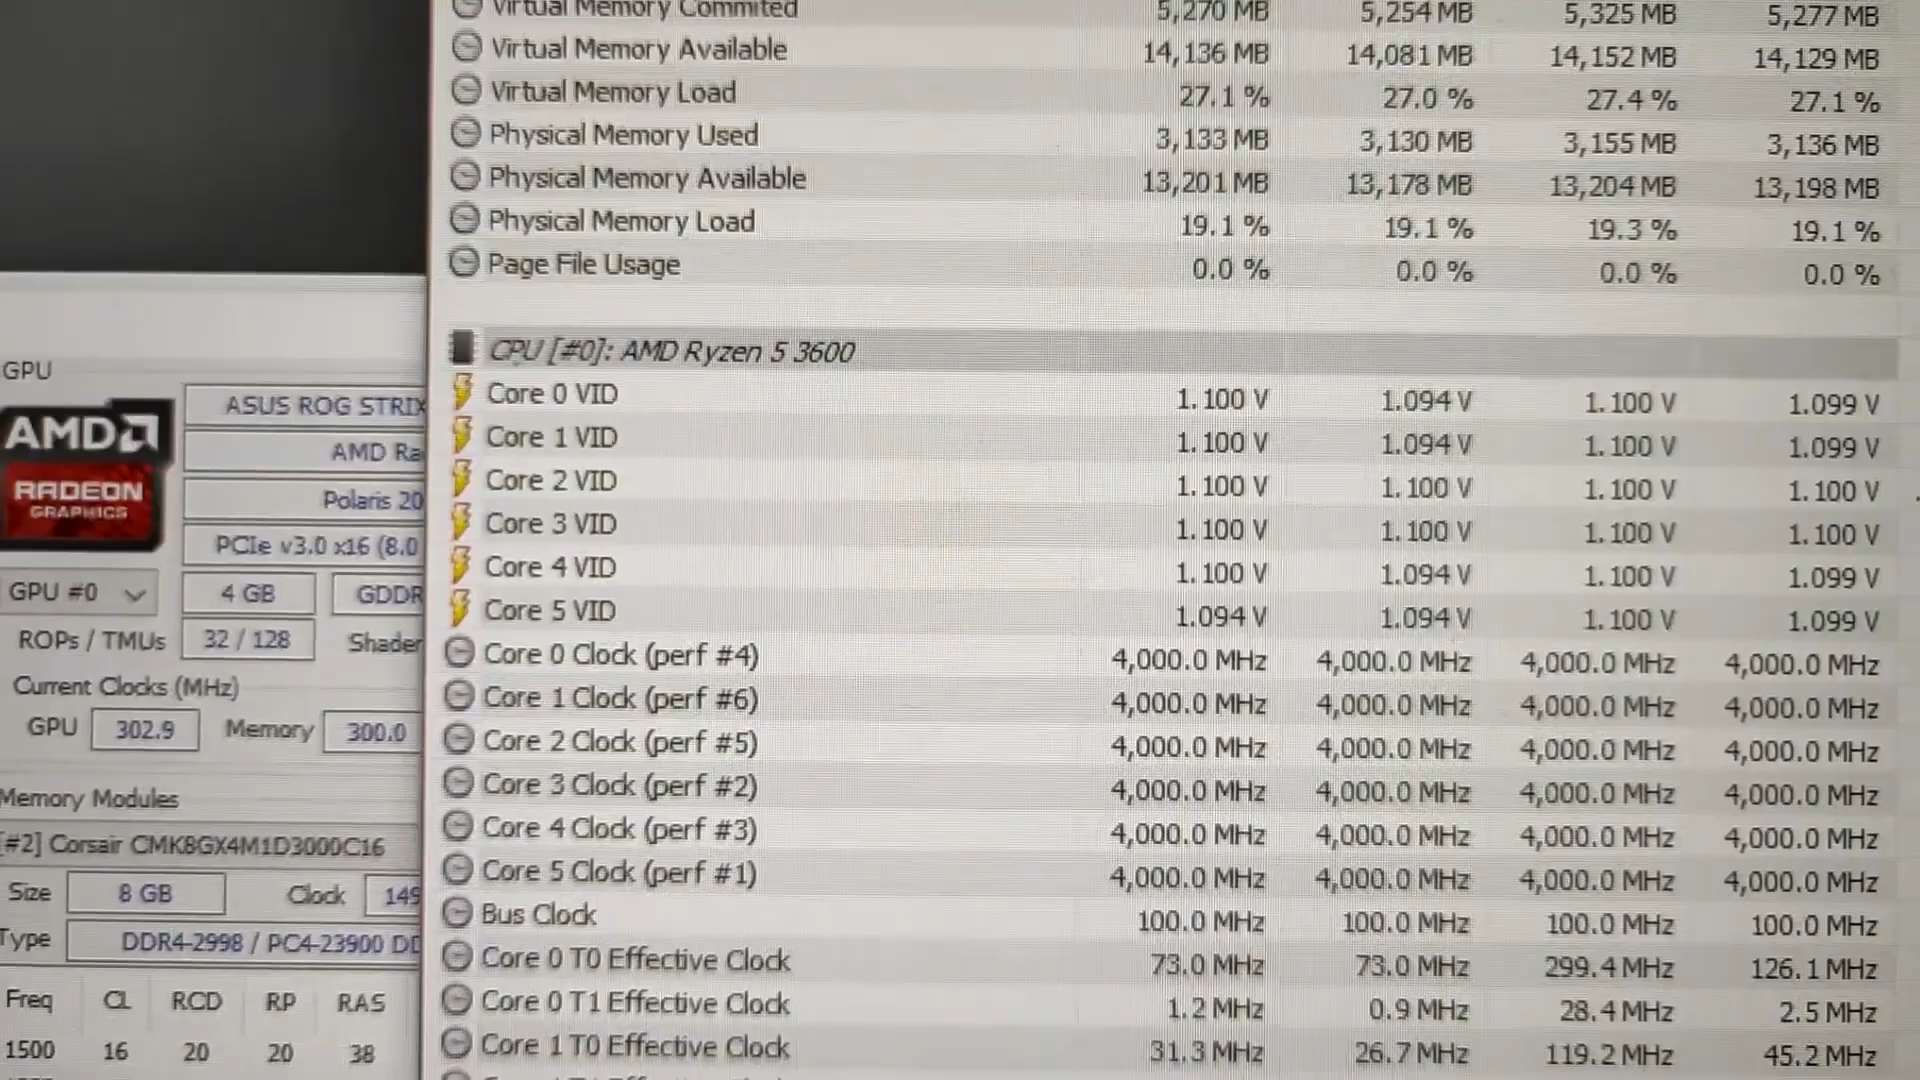 Virtual Memory Commited 5,270 MB 5,254 MB 5,325 MB 5,277 MB
Virtual Memory Available 14,136 MB 14,081 MB 14,152 MB 14,129 MB
Virtual Memory Load 27.1 % 27.0 % 27.4 % 27.1 %
Physical Memory Used 3,133 MB 3,130 MB 3,155 MB 3,136 MB
Physical Memory Available 13,201 MB 13,178 MB 13,204 MB 13,198 MB
Physical Memory Load 19.1 % 19.1 % 19.3 % 19.1 %
Page File Usage 0.0 % 0.0 % 0.0 % 0.0 %
CPU [#0]: AMD Ryzen 5 3600
Core 0 VID 1.100 V 1.094 V 1.100 V 1.099 V
Core 1 VID 1.100 V 1.094 V 1.100 V 1.099 V
Core 2 VID 1.100 V 1.100 V 1.100 V 1.100 V
Core 3 VID 1.100 V 1.100 V 1.100 V 1.100 V
Core 4 VID 1.100 V 1.094 V 1.100 V 1.099 V
Core 5 VID 1.094 V 1.094 V 1.100 V 1.099 V
Core 0 Clock (perf #4) 4,000.0 MHz 4,000.0 MHz 4,000.0 MHz 4,000.0 MHz
Core 1 Clock (perf #6) 4,000.0 MHz 4,000.0 MHz 4,000.0 MHz 4,000.0 MHz
Core 2 Clock (perf #5) 4,000.0 MHz 4,000.0 MHz 4,000.0 MHz 4,000.0 MHz
Core 3 Clock (perf #2) 4,000.0 MHz 4,000.0 MHz 4,000.0 MHz 4,000.0 MHz
Core 4 Clock (perf #3) 4,000.0 MHz 4,000.0 MHz 4,000.0 MHz 4,000.0 MHz
Core 5 Clock (perf #1) 4,000.0 MHz 4,000.0 MHz 4,000.0 MHz 4,000.0 MHz
Bus Clock 100.0 MHz 100.0 MHz 100.0 MHz 100.0 MHz
Core 0 T0 Effective Clock 73.0 MHz 73.0 MHz 299.4 MHz 126.1 MHz
Core 0 T1 Effective Clock 1.2 MHz 0.9 MHz 28.4 MHz 2.5 MHz
Core 1 T0 Effective Clock 31.3 MHz 26.7 MHz 119.2 MHz 45.2 MHz
GPU
AMD
RADEON
GRAPHICS
ASUS ROG STRIX
AMD Ra
Polaris 20
PCIe v3.0 x16 (8.0
GPU #0 4 GB GDDR
ROPs / TMUs 32 / 128 Shader
Current Clocks (MHz)
GPU 302.9 Memory 300.0
Memory Modules
[#2] Corsair CMK8GX4M1D3000C16
Size 8 GB Clock 149
Type DDR4-2998 / PC4-23900 DD
Freq CL RCD RP RAS
1500 16 20 20 38